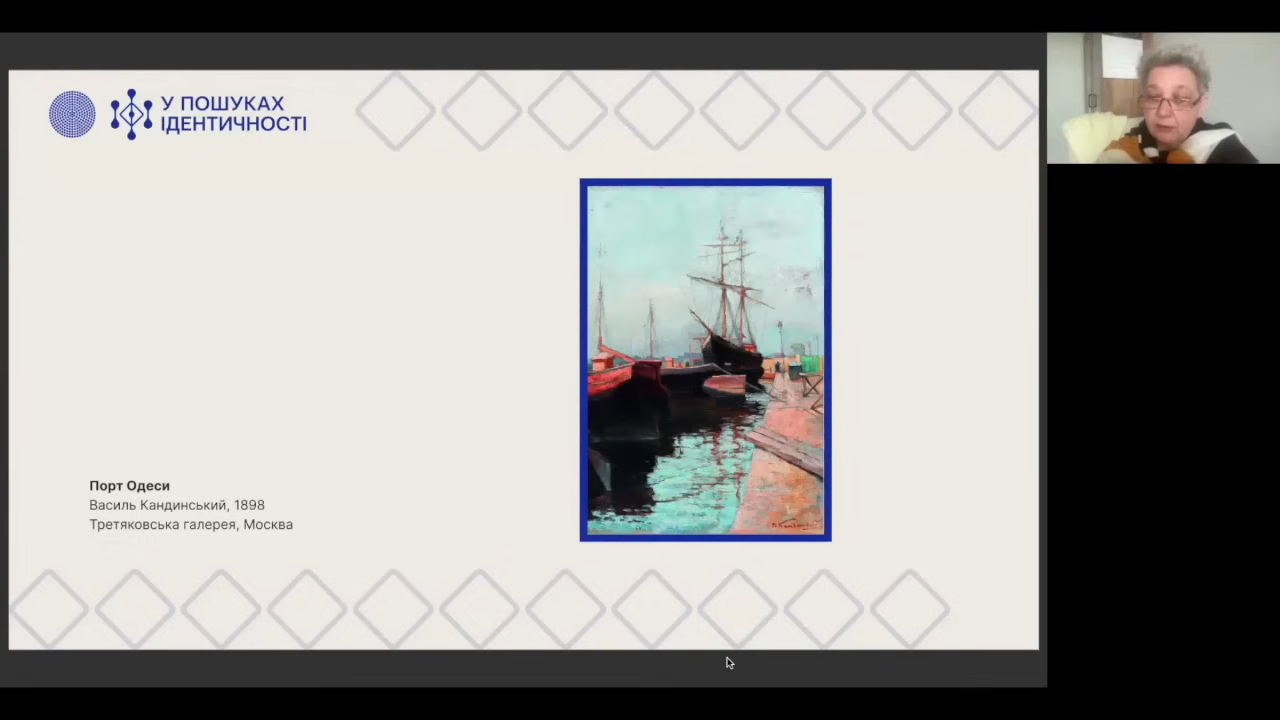 У ПОШУКАХ
ІДЕНТИЧНОСТІ
Порт Одеси
Василь Кандинський, 1898
Третяковська галерея, Москва